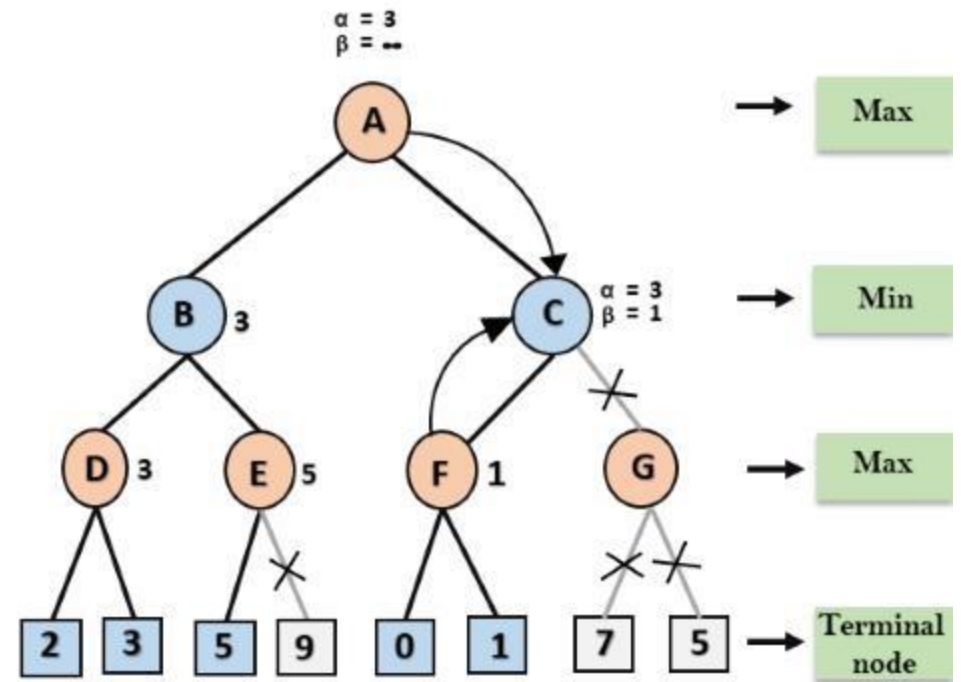 α = 3
β = ∞
A
Max
B
3
C
α = 3
β = 1
Min
D
3
E
5
F
1
G
Max
2
3
5
9
0
1
7
5
Terminal
node